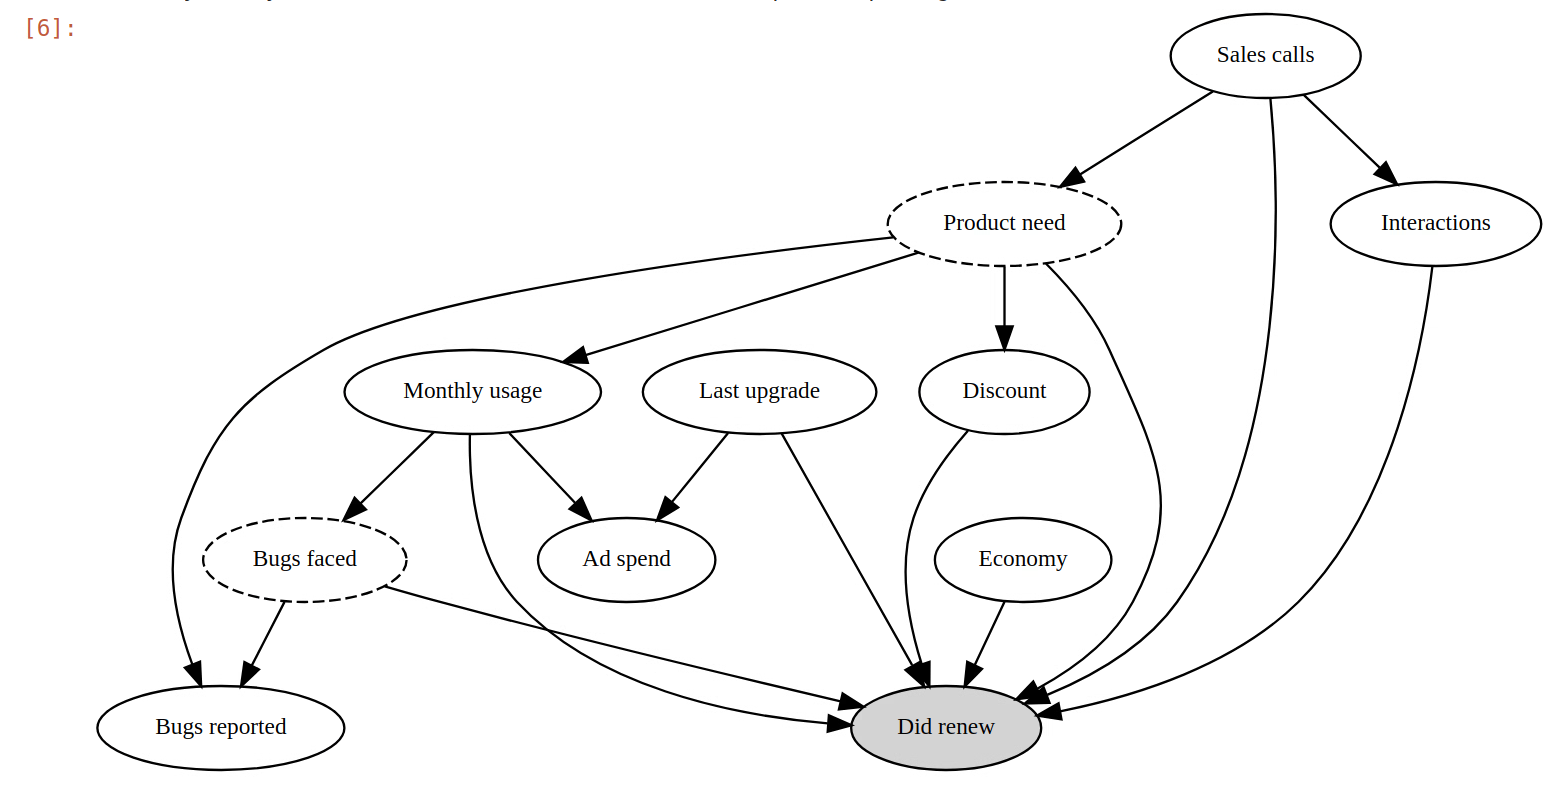 [6]:
Sales calls
Product need
Interactions
Monthly usage
Last upgrade
Discount
Bugs faced
Ad spend
Economy
Bugs reported
Did renew